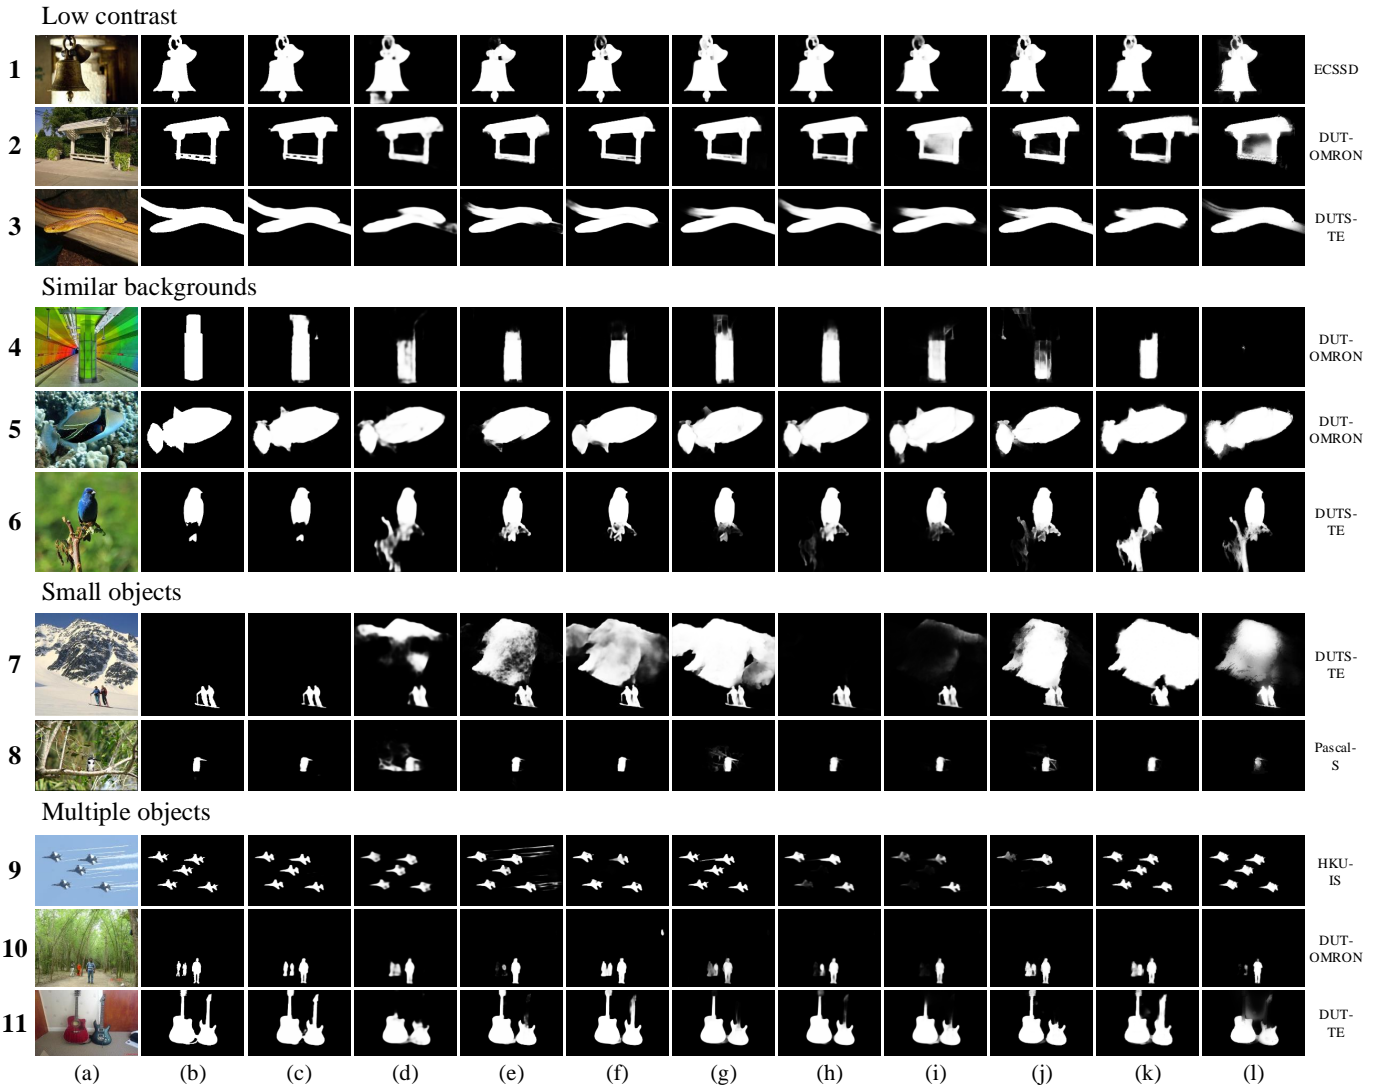 Low contrast
1
ECSSD
2
DUT-
OMRON
3
DUTS-
TE
Similar backgrounds
4
DUT-
OMRON
5
DUT-
OMRON
6
DUTS-
TE
Small objects
7
DUTS-
TE
8
Pascal-
S
Multiple objects
9
HKU-
IS
10
DUT-
OMRON
11
DUT-
TE
(a) (b) (c) (d) (e) (f) (g) (h) (i) (j) (k) (l)